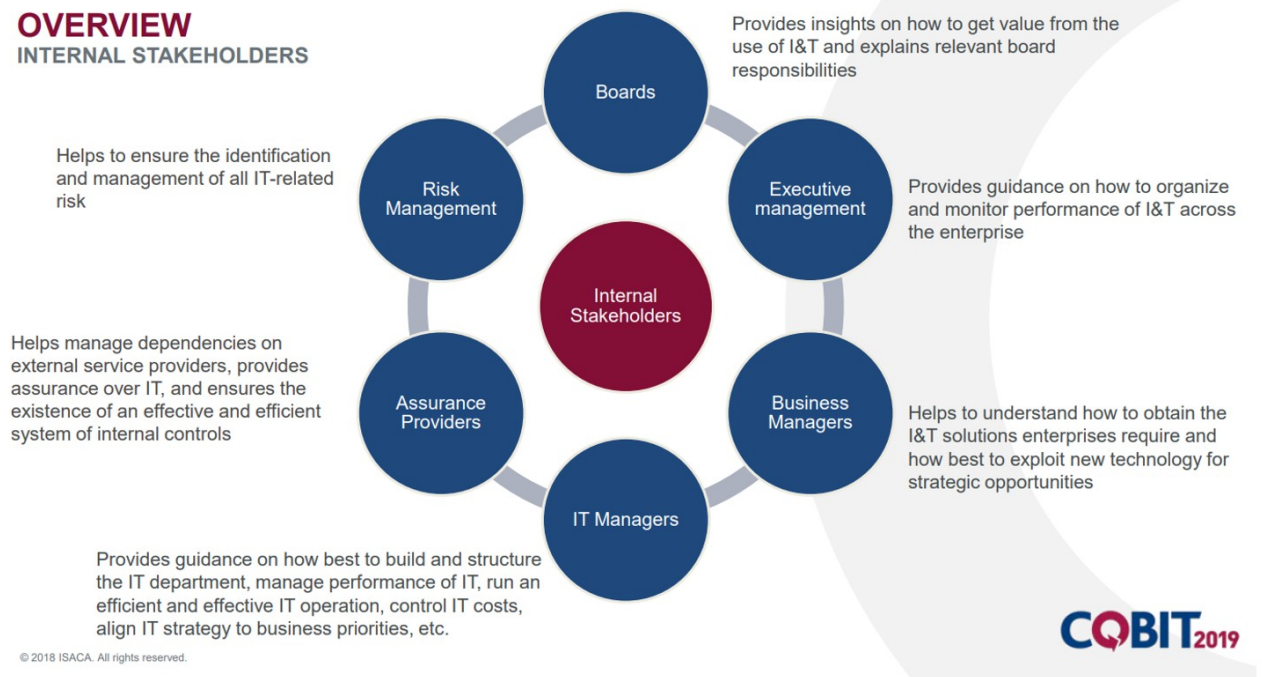 OVERVIEW
INTERNAL STAKEHOLDERS
Boards
Provides insights on how to get value from the
use of I&T and explains relevant board
responsibilities
Executive
management
Provides guidance on how to organize
and monitor performance of I&T across
the enterprise
Business
Managers
Helps to understand how to obtain the
I&T solutions enterprises require and
how best to exploit new technology for
strategic opportunities
IT Managers
Provides guidance on how best to build and structure
the IT department, manage performance of IT, run an
efficient and effective IT operation, control IT costs,
align IT strategy to business priorities, etc.
Assurance
Providers
Helps manage dependencies on
external service providers, provides
assurance over IT, and ensures the
existence of an effective and efficient
system of internal controls
Risk
Management
Helps to ensure the identification
and management of all IT-related
risk
Internal
Stakeholders
© 2018 ISACA. All rights reserved.
COBIT 2019